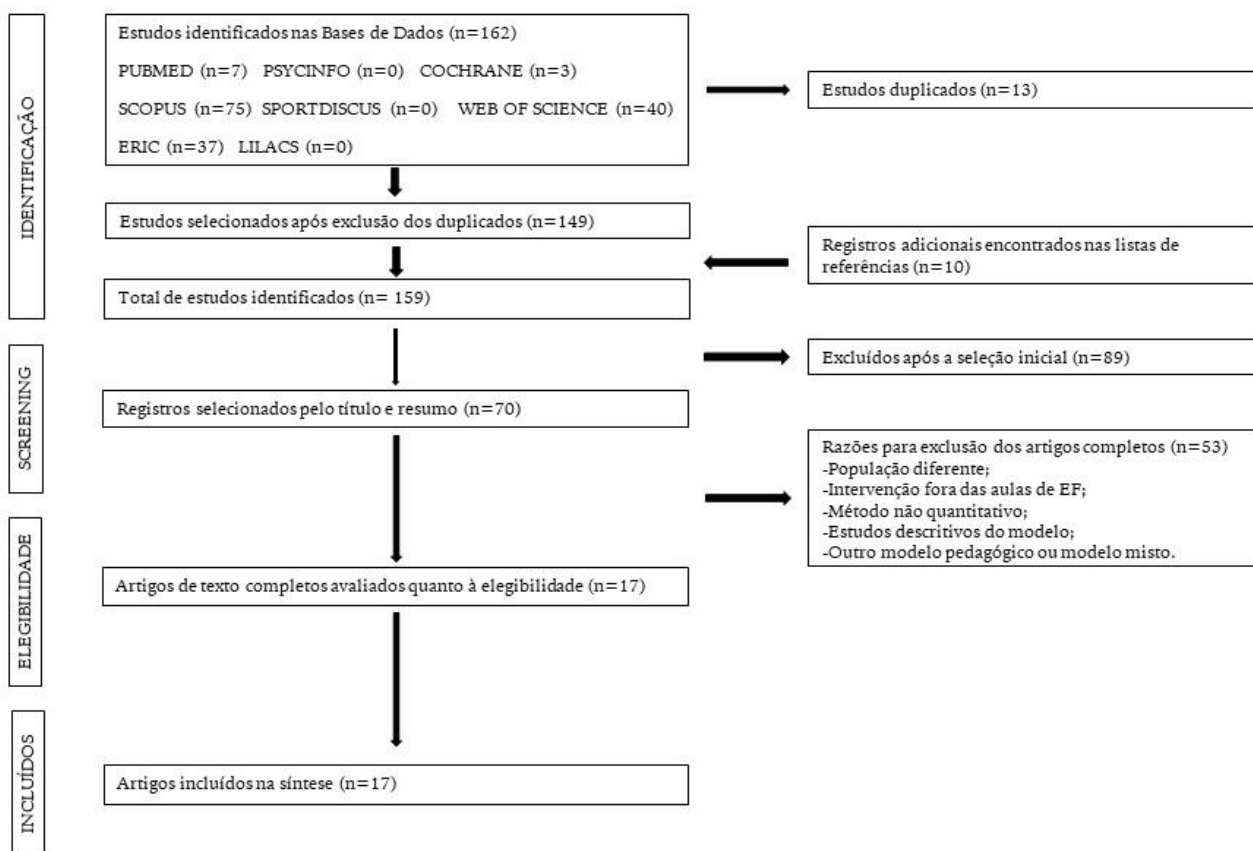 IDENTIFICAÇÃO
Estudos identificados nas Bases de Dados (n=162)
PUBMED (n=7) PSYCINFO (n=0) COCHRANE (n=3)
SCOPUS (n=75) SPORTDISCUS (n=0) WEB OF SCIENCE (n=40)
ERIC (n=37) LILACS (n=0)
Estudos duplicados (n=13)
Estudos selecionados após exclusão dos duplicados (n=149)
Registros adicionais encontrados nas listas de
referências (n=10)
Total de estudos identificados (n= 159)
SCREENING
Excluídos após a seleção inicial (n=89)
Registros selecionados pelo título e resumo (n=70)
Razões para exclusão dos artigos completos (n=53)
-População diferente;
-Intervenção fora das aulas de EF;
-Método não quantitativo;
-Estudos descritivos do modelo;
-Outro modelo pedagógico ou modelo misto.
ELEGIBILIDADE
Artigos de texto completos avaliados quanto à elegibilidade (n=17)
INCLUÍDOS
Artigos incluídos na síntese (n=17)